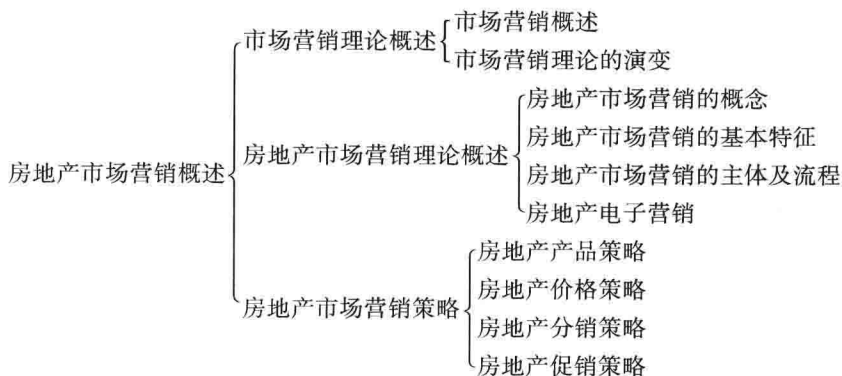 房地产市场营销概述
市场营销理论概述
市场营销概述
市场营销理论的演变
房地产市场营销理论概述
房地产市场营销的概念
房地产市场营销的基本特征
房地产市场营销的主体及流程
房地产电子营销
房地产市场营销策略
房地产产品策略
房地产价格策略
房地产分销策略
房地产促销策略